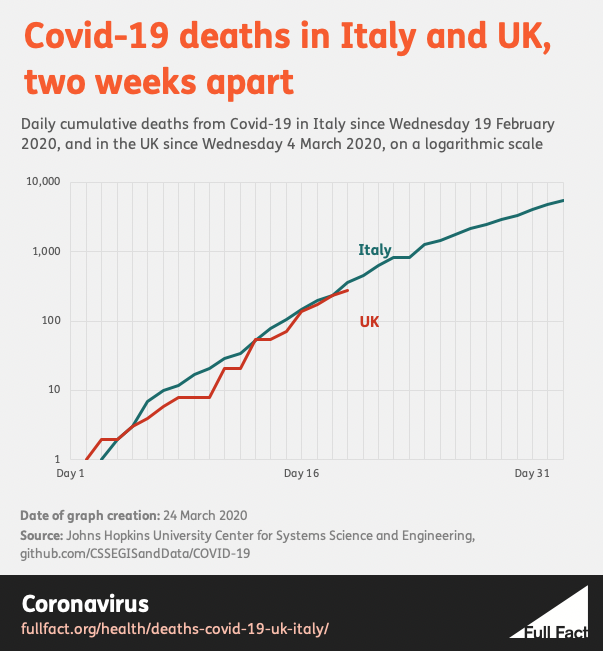 Covid-19 deaths in Italy and UK,
two weeks apart
Daily cumulative deaths from Covid-19 in Italy since Wednesday 19 February
2020, and in the UK since Wednesday 4 March 2020, on a logarithmic scale
10,000
1,000
100
10
1
Italy
UK
Day 1
Day 16
Day 31
Date of graph creation: 24 March 2020
Source: Johns Hopkins University Center for Systems Science and Engineering,
github.com/CSSEGISandData/COVID-19
Coronavirus
fullfact.org/health/deaths-covid-19-uk-italy/
Full Fact